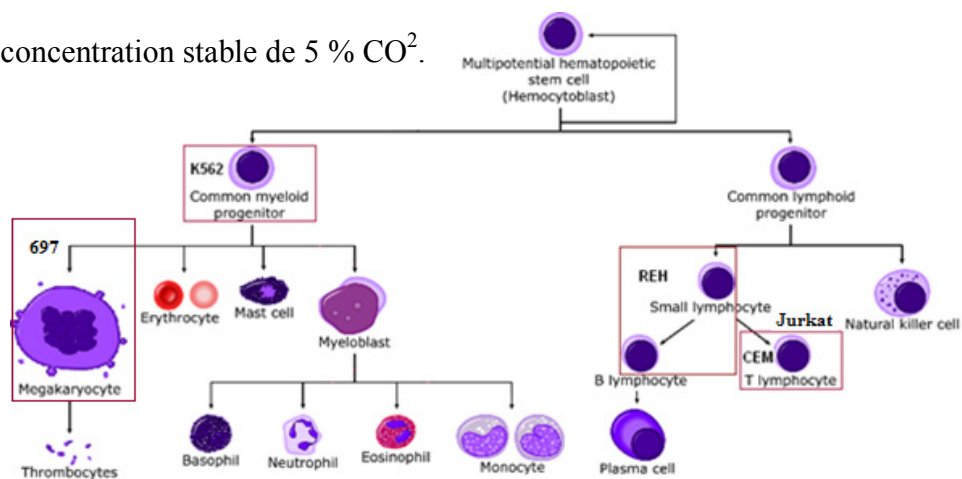 concentration stable de 5 % CO².
Multipotential hematopoietic
stem cell
(Hemocytoblast)
K562
Common myeloid
progenitor
Common lymphoid
progenitor
697
Megakaryocyte
Erythrocyte
Mast cell
Myeloblast
REH
Small lymphocyte
Jurkat
Natural killer cell
B lymphocyte
CEM
T lymphocyte
Thrombocytes
Basophil
Neutrophil
Eosinophil
Monocyte
Plasma cell